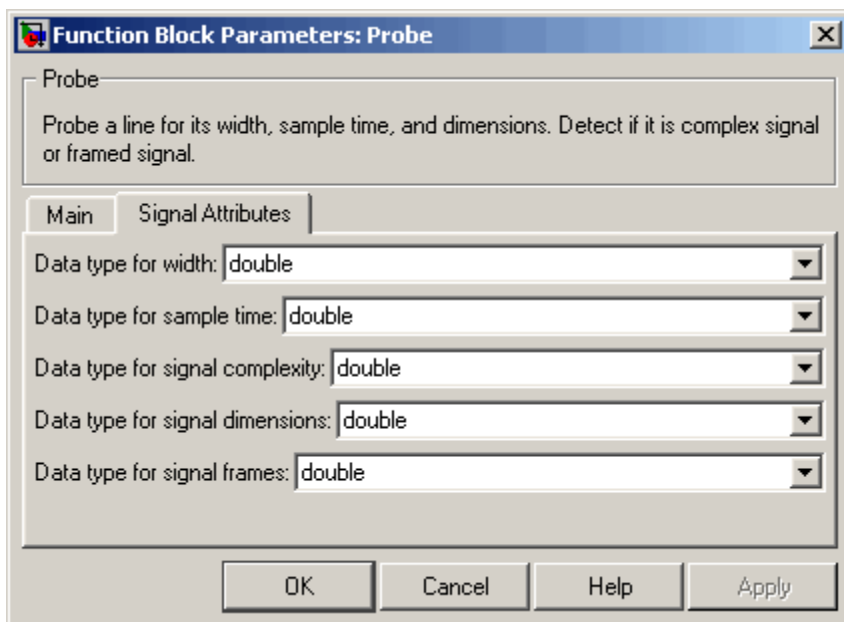 Function Block Parameters: Probe
Probe
Probe a line for its width, sample time, and dimensions. Detect if it is complex signal
or framed signal.
Main Signal Attributes
Data type for width: double
Data type for sample time: double
Data type for signal complexity: double
Data type for signal dimensions: double
Data type for signal frames: double
OK Cancel Help Apply